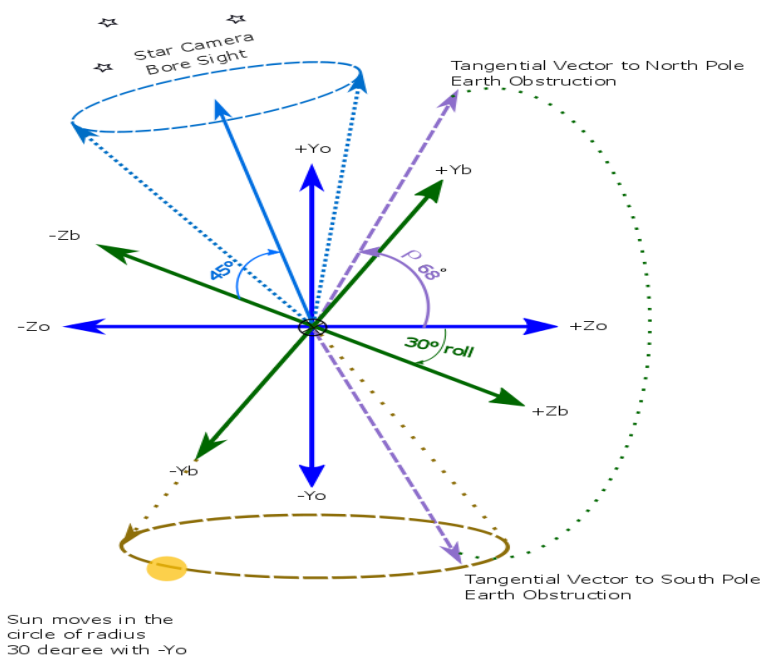 Star Camera
Bore Sight
Tangential Vector to North Pole
Earth Obstruction
+Yo
+Yb
-Zb
45°
ρ 68°
-Zo
+Zo
30° roll
+Zb
-Yb
-Yo
Tangential Vector to South Pole
Earth Obstruction
Sun moves in the
circle of radius
30 degree with -Yo